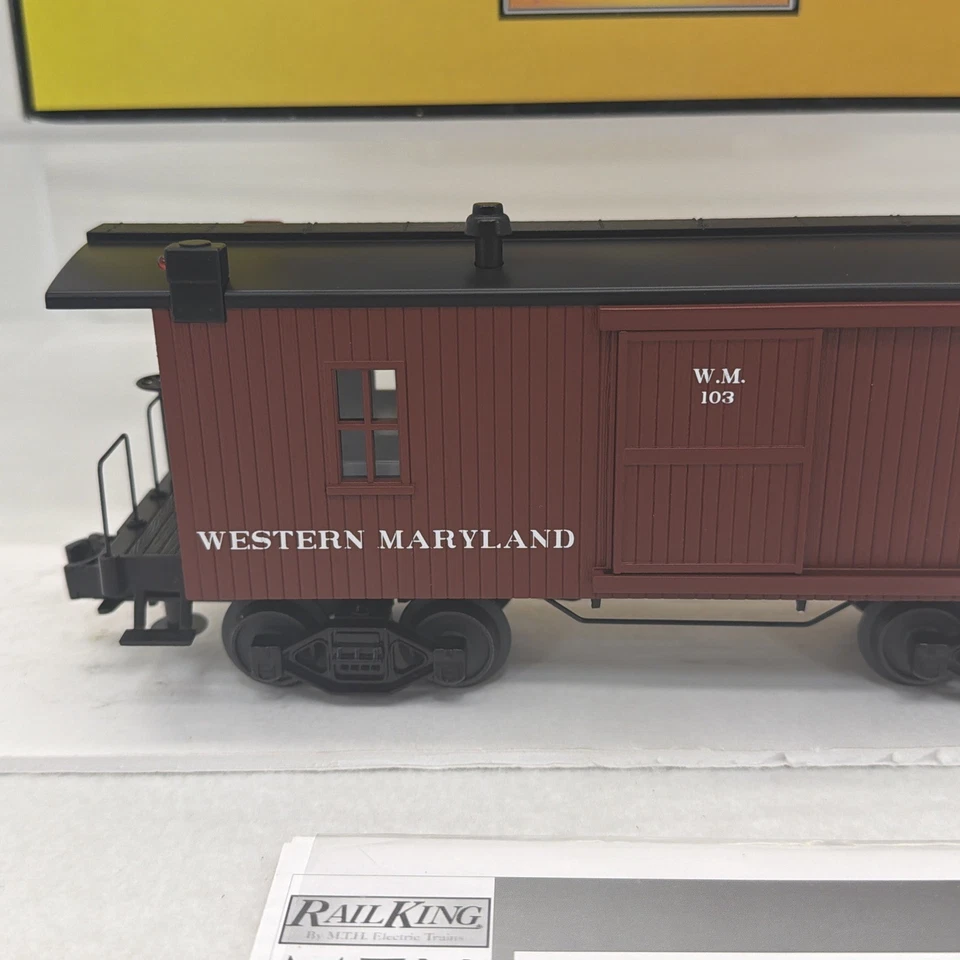 W.M.
103
WESTERN MARYLAND
RAILKING
By M.T.H. Electric Trains